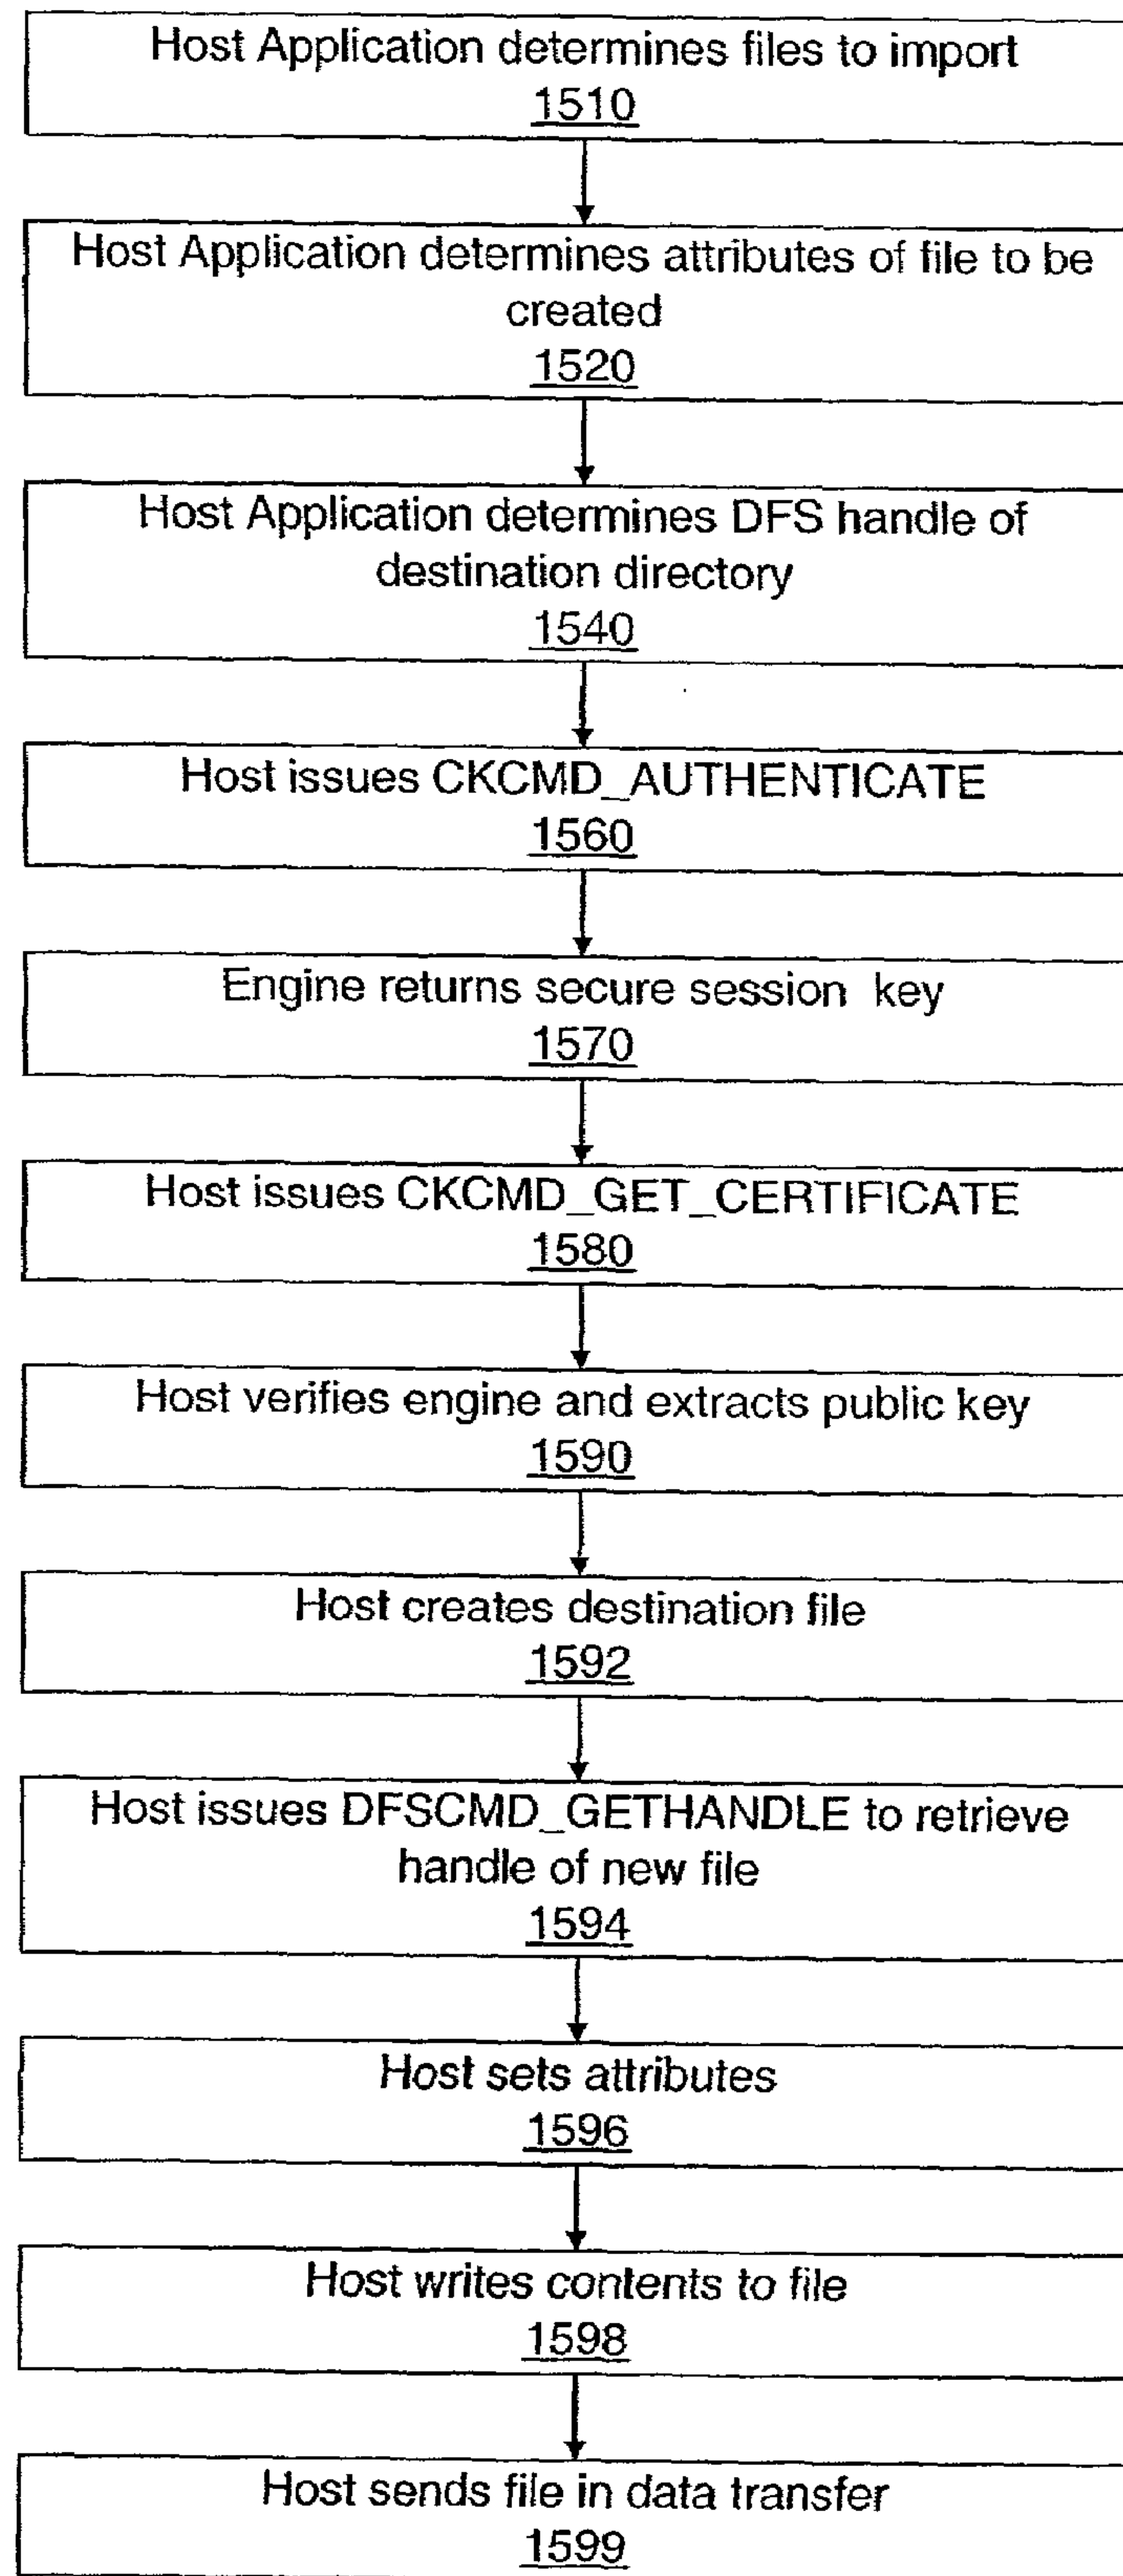 Host Application determines files to import
1510
Host Application determines attributes of file to be
created
1520
Host Application determines DFS handle of
destination directory
1540
Host issues CKCMD_AUTHENTICATE
1560
Engine returns secure session key
1570
Host issues CKCMD_GET_CERTIFICATE
1580
Host verifies engine and extracts public key
1590
Host creates destination file
1592
Host issues DFSCMD_GETHANDLE to retrieve
handle of new file
1594
Host sets attributes
1596
Host writes contents to file
1598
Host sends file in data transfer
1599